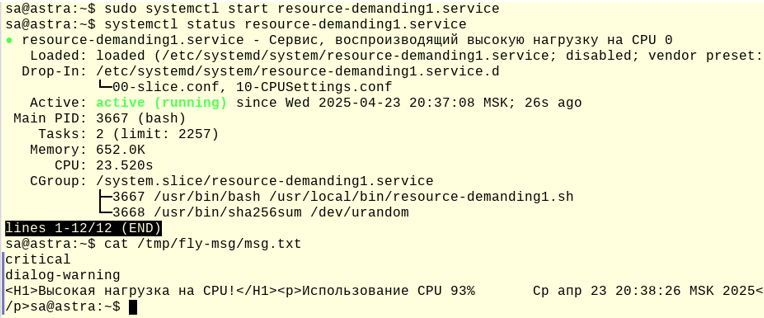 sa@astra:~$ sudo systemctl start resource-demanding1.service
sa@astra:~$ systemctl status resource-demanding1.service
● resource-demanding1.service - Сервис, воспроизводящий высокую нагрузку на CPU 0
Loaded: loaded (/etc/systemd/system/resource-demanding1.service; disabled; vendor preset:
Drop-In: /etc/systemd/system/resource-demanding1.service.d
└─00-slice.conf, 10-CPUSettings.conf
Active: active (running) since Wed 2025-04-23 20:37:08 MSK; 26s ago
Main PID: 3667 (bash)
Tasks: 2 (limit: 2257)
Memory: 652.0K
CPU: 23.520s
CGroup: /system.slice/resource-demanding1.service
├─3667 /usr/bin/bash /usr/local/bin/resource-demanding1.sh
└─3668 /usr/bin/sha256sum /dev/urandom
lines 1-12/12 (END)
sa@astra:~$ cat /tmp/fly-msg/msg.txt
critical
dialog-warning
<H1>Высокая нагрузка на CPU!</H1><p>Использование CPU 93% Ср апр 23 20:38:26 MSK 2025<
/p>sa@astra:~$